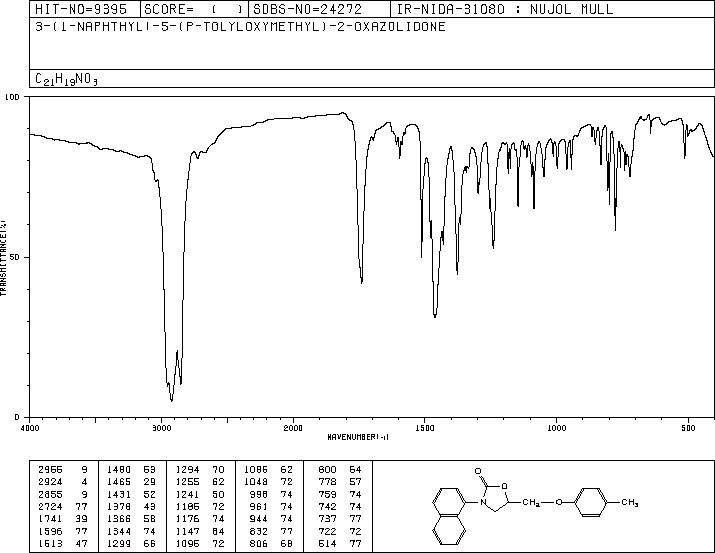 HIT-NO=9395 SCORE= ( ) SDBS-NO=24272 IR-NIDA-31080 : NUJOL MULL
3-(1-NAPHTHYL)-5-(P-TOLYLOXYMETHYL)-2-OXAZOLIDONE
C21H19NO3
100
50
0
TRANSMITTANCE(%)
4000 3000 2000 1500 1000 500
WAVENUMBER(-1)
2956 9 1480 53 1294 70 1086 62 800 64
2924 4 1465 29 1255 62 1048 72 778 57
2855 9 1431 52 1241 50 998 74 759 74
2724 77 1378 43 1185 72 961 74 742 74
1741 39 1366 58 1176 74 944 74 737 77
1596 77 1344 74 1147 64 832 77 722 72
1513 47 1299 66 1095 72 806 68 514 77
O
O
N
CH2
O
CH3